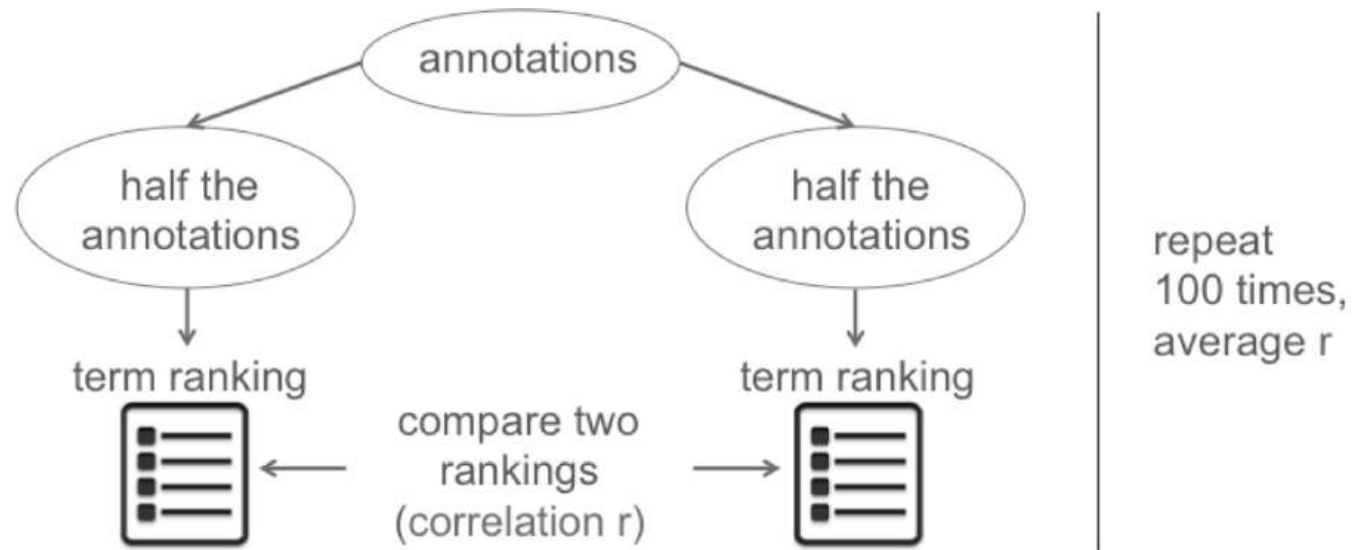 annotations
half the
annotations
half the
annotations
term ranking
term ranking
compare two
rankings
(correlation r)
repeat
100 times,
average r